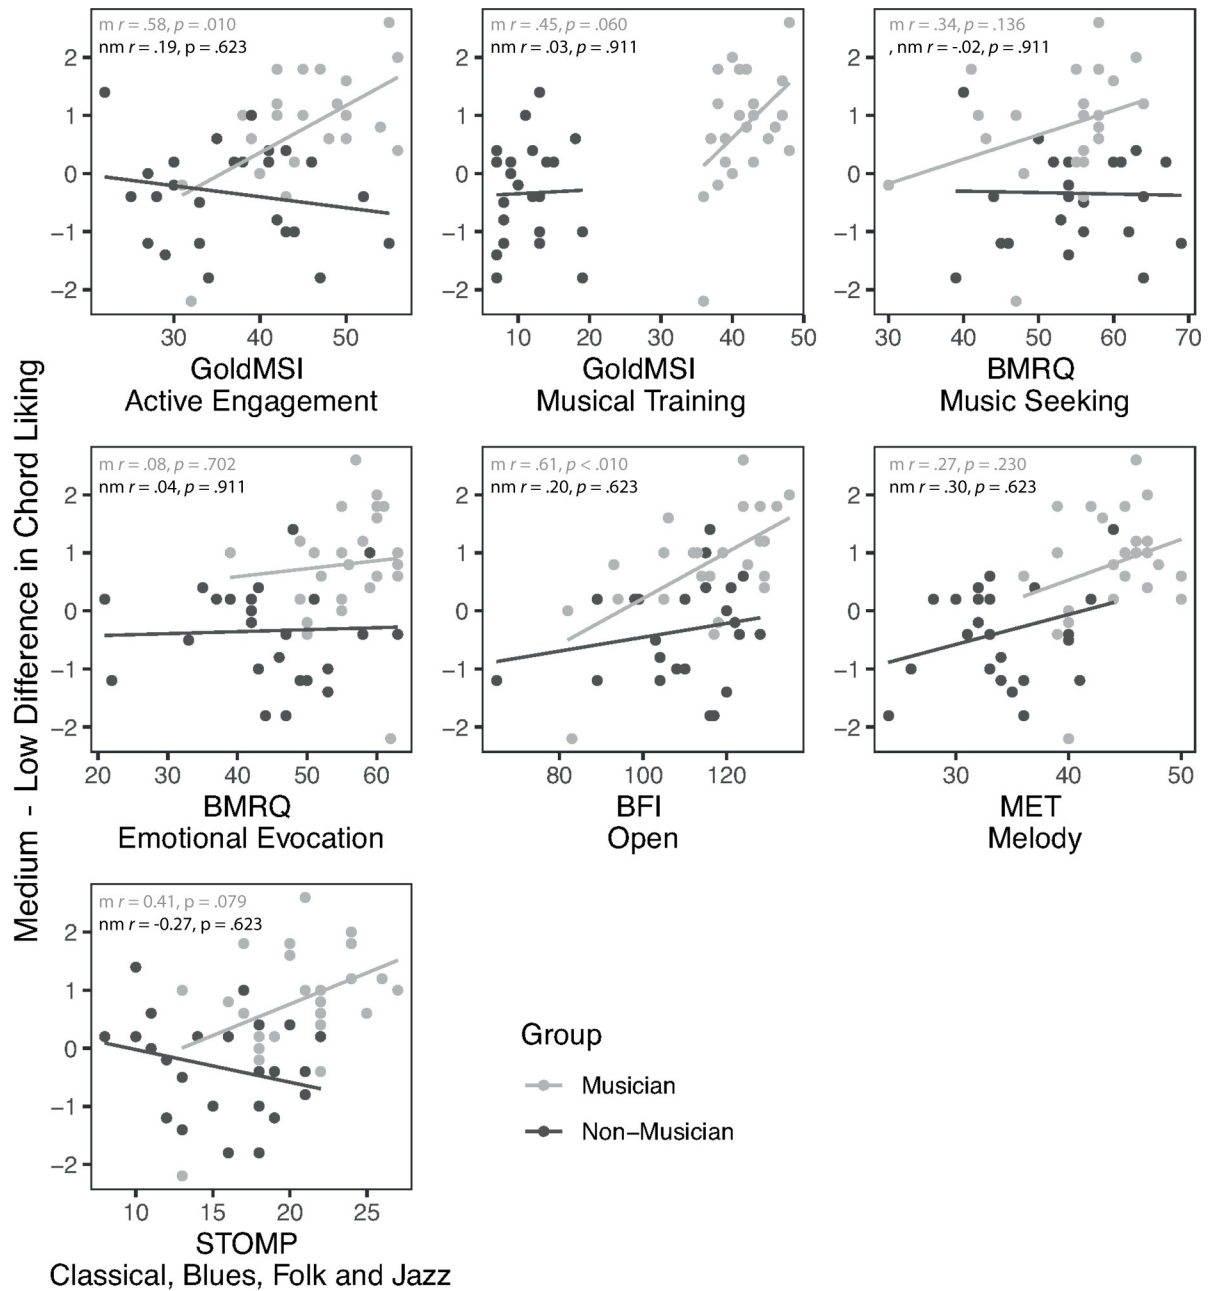 m r = .58, p = .010
nm r = .19, p = .623
2
1
0
−1
−2
30 40 50
GoldMSI
Active Engagement
m r = .45, p = .060
nm r = .03, p = .911
2
1
0
−1
−2
10 20 30 40 50
GoldMSI
Musical Training
m r = .34, p = .136
, nm r = -.02, p = .911
2
1
0
−1
−2
30 40 50 60 70
BMRQ
Music Seeking
Medium - Low Difference in Chord Liking
m r = .08, p = .702
nm r = .04, p = .911
2
1
0
−1
−2
20 30 40 50 60
BMRQ
Emotional Evocation
m r = .61, p < .010
nm r = .20, p = .623
2
1
0
−1
−2
80 100 120
BFI
Open
m r = .27, p = .230
nm r = .30, p = .623
2
1
0
−1
−2
30 40 50
MET
Melody
m r = 0.41, p = .079
nm r = -0.27, p = .623
2
1
0
−1
−2
10 15 20 25
STOMP
Classical, Blues, Folk and Jazz
Group
Musician
Non−Musician